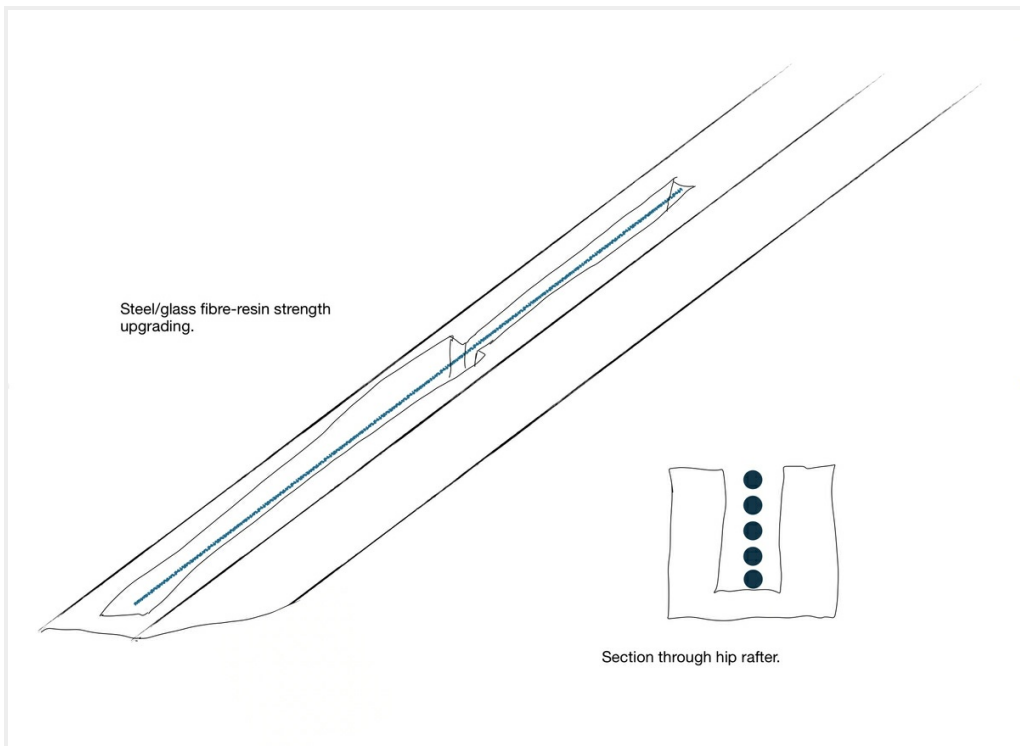 Steel/glass fibre-resin strength
upgrading.
Section through hip rafter.